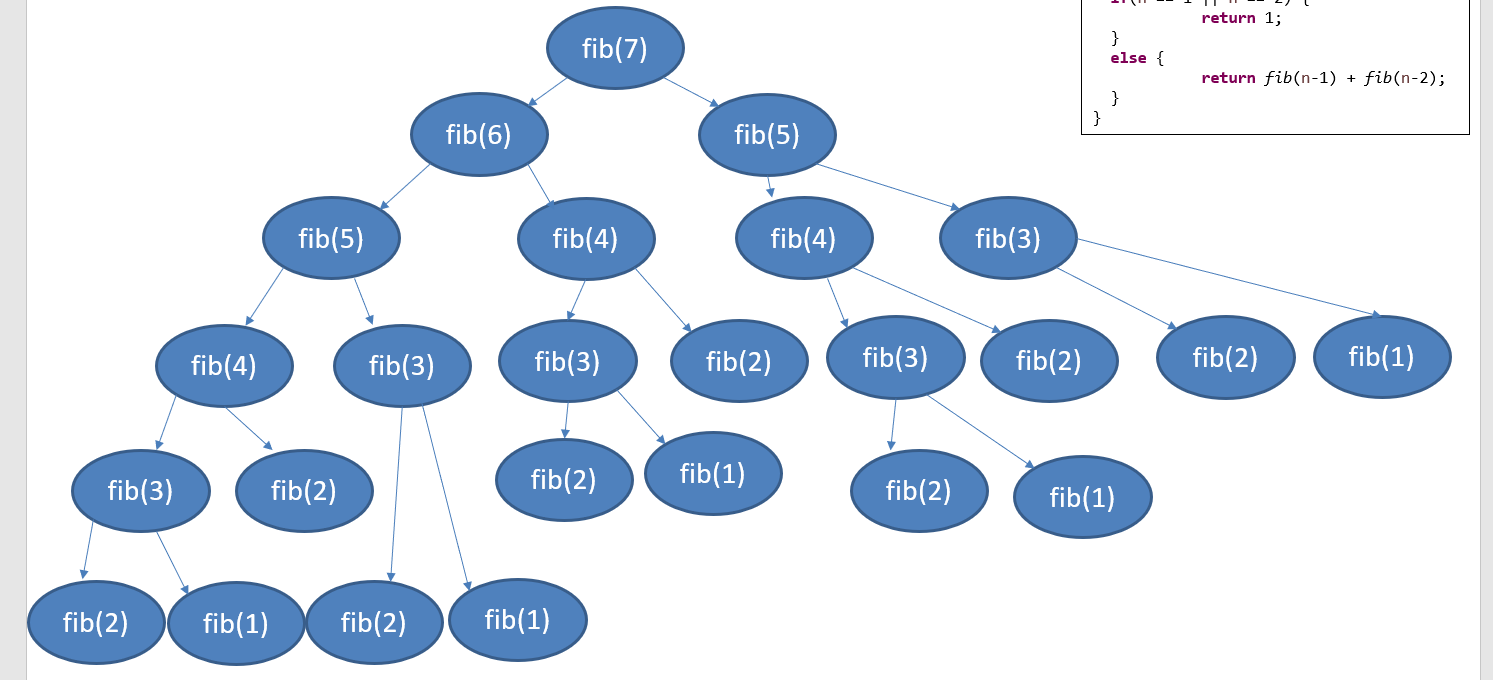 return 1;
}
else {
return fib(n-1) + fib(n-2);
}
}
fib(7)
fib(6)
fib(5)
fib(5)
fib(4)
fib(4)
fib(3)
fib(4)
fib(3)
fib(3)
fib(2)
fib(3)
fib(2)
fib(2)
fib(1)
fib(3)
fib(2)
fib(2)
fib(1)
fib(2)
fib(1)
fib(2)
fib(1)
fib(2)
fib(1)